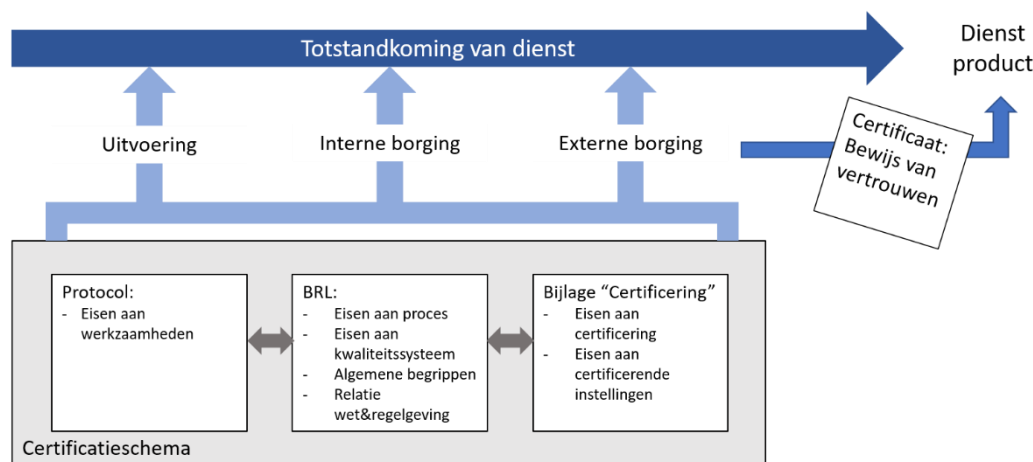 Totstandkoming van dienst
Dienst
product
Uitvoering
Interne borging
Externe borging
Certificaat:
Bewijs van
vertrouwen
Protocol:
- Eisen aan
werkzaamheden
BRL:
- Eisen aan proces
- Eisen aan
kwaliteitssysteem
- Algemene begrippen
- Relatie
wet&regelgeving
Bijlage “Certificering”
- Eisen aan
certificering
- Eisen aan
certificerende
instellingen
Certificatieschema